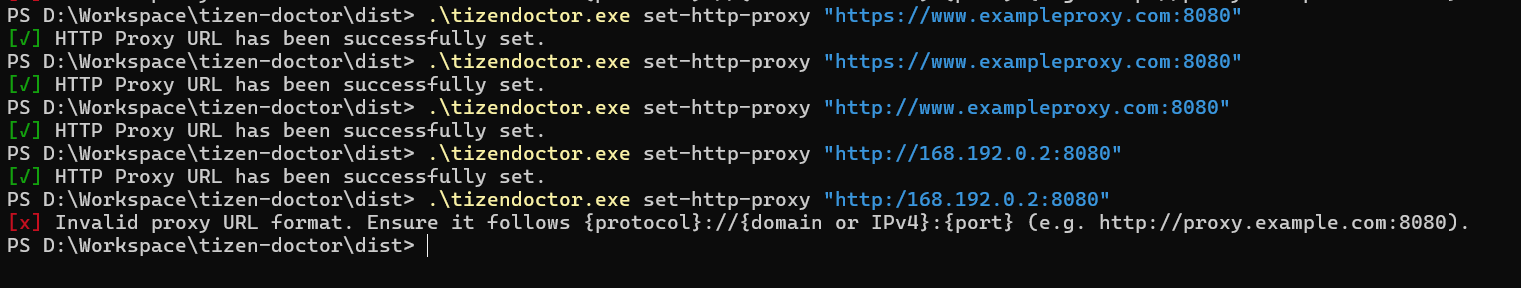 PS D:\Workspace\tizen-doctor\dist> .\tizendoctor.exe set-http-proxy "https://www.exampleproxy.com:8080"
[√] HTTP Proxy URL has been successfully set.
PS D:\Workspace\tizen-doctor\dist> .\tizendoctor.exe set-http-proxy "https://www.exampleproxy.com:8080"
[√] HTTP Proxy URL has been successfully set.
PS D:\Workspace\tizen-doctor\dist> .\tizendoctor.exe set-http-proxy "http://www.exampleproxy.com:8080"
[√] HTTP Proxy URL has been successfully set.
PS D:\Workspace\tizen-doctor\dist> .\tizendoctor.exe set-http-proxy "http://168.192.0.2:8080"
[√] HTTP Proxy URL has been successfully set.
PS D:\Workspace\tizen-doctor\dist> .\tizendoctor.exe set-http-proxy "http:/168.192.0.2:8080"
[x] Invalid proxy URL format. Ensure it follows {protocol}://{domain or IPv4}:{port} (e.g. http://proxy.example.com:8080).
PS D:\Workspace\tizen-doctor\dist>